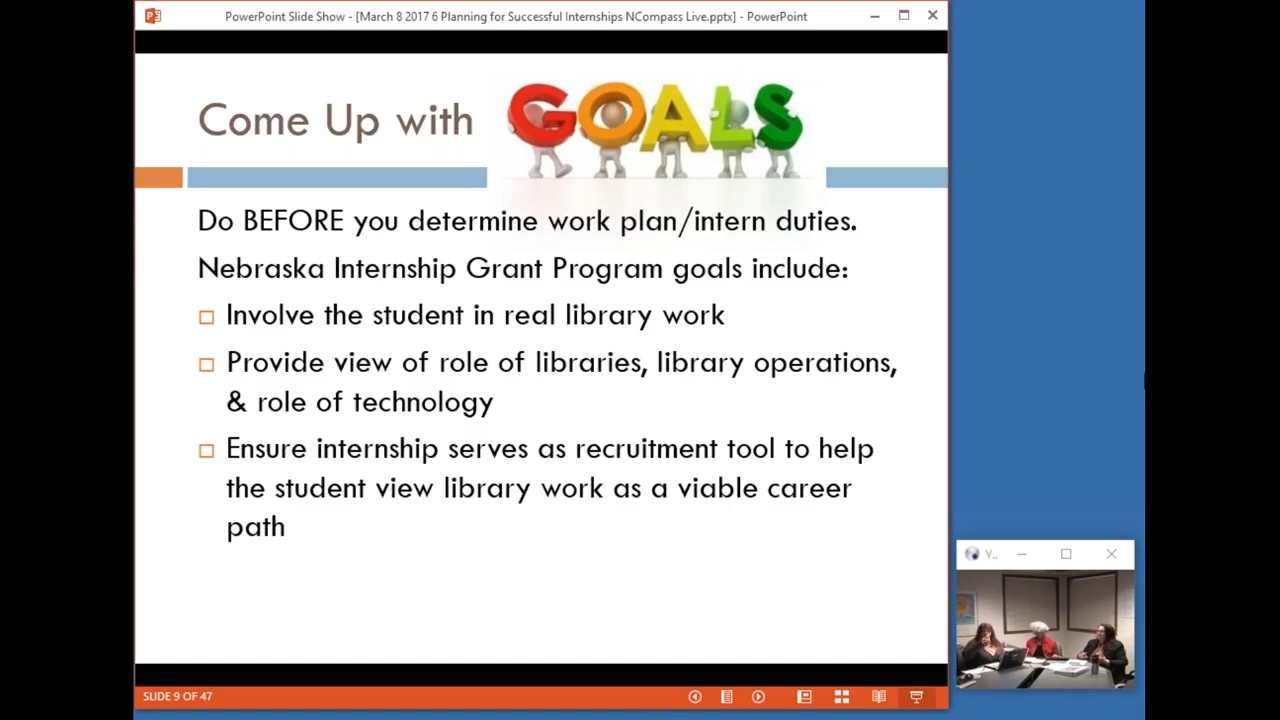 PowerPoint Slide Show - [March 8 2017 6 Planning for Successful Internships NCompass Live.pptx] - PowerPoint
Come Up with GOALS
Do BEFORE you determine work plan/intern duties.
Nebraska Internship Grant Program goals include:
Involve the student in real library work
Provide view of role of libraries, library operations,
& role of technology
Ensure internship serves as recruitment tool to help
the student view library work as a viable career
path
Y..
SLIDE 9 OF 47